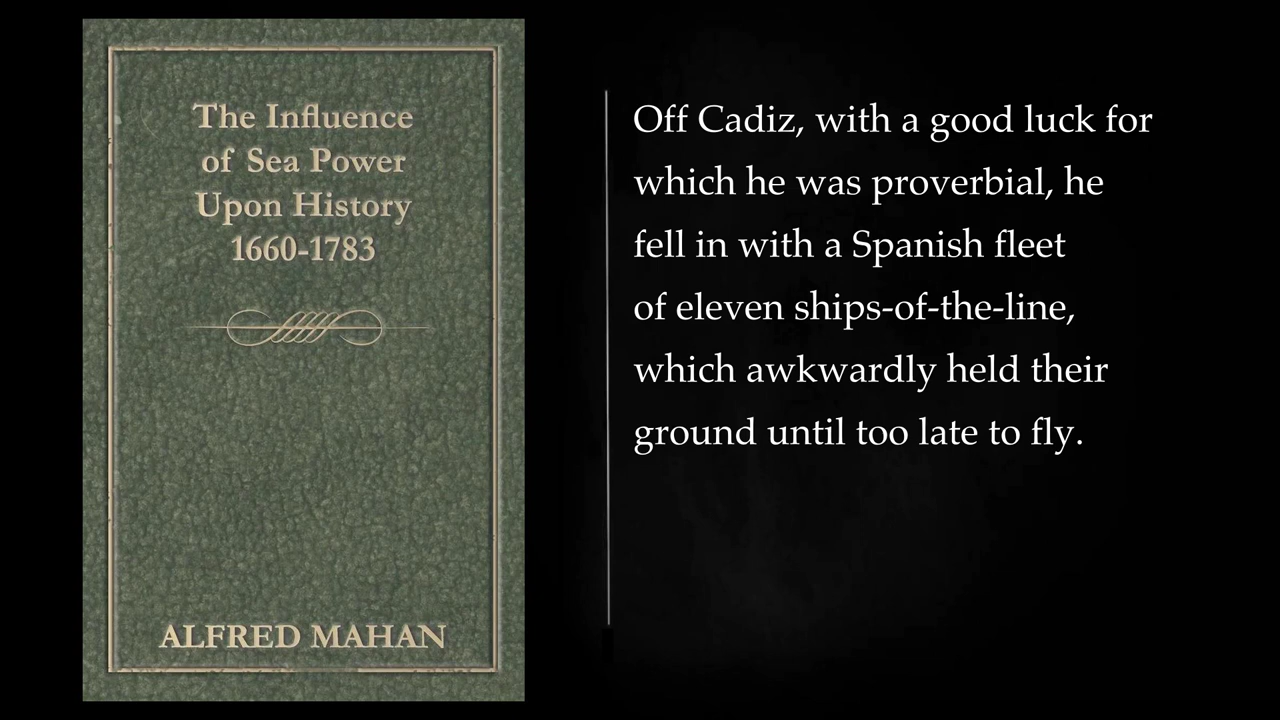 The Influence
of Sea Power
Upon History
1660-1783
ALFRED MAHAN
Off Cadiz, with a good luck for
which he was proverbial, he
fell in with a Spanish fleet
of eleven ships-of-the-line,
which awkwardly held their
ground until too late to fly.